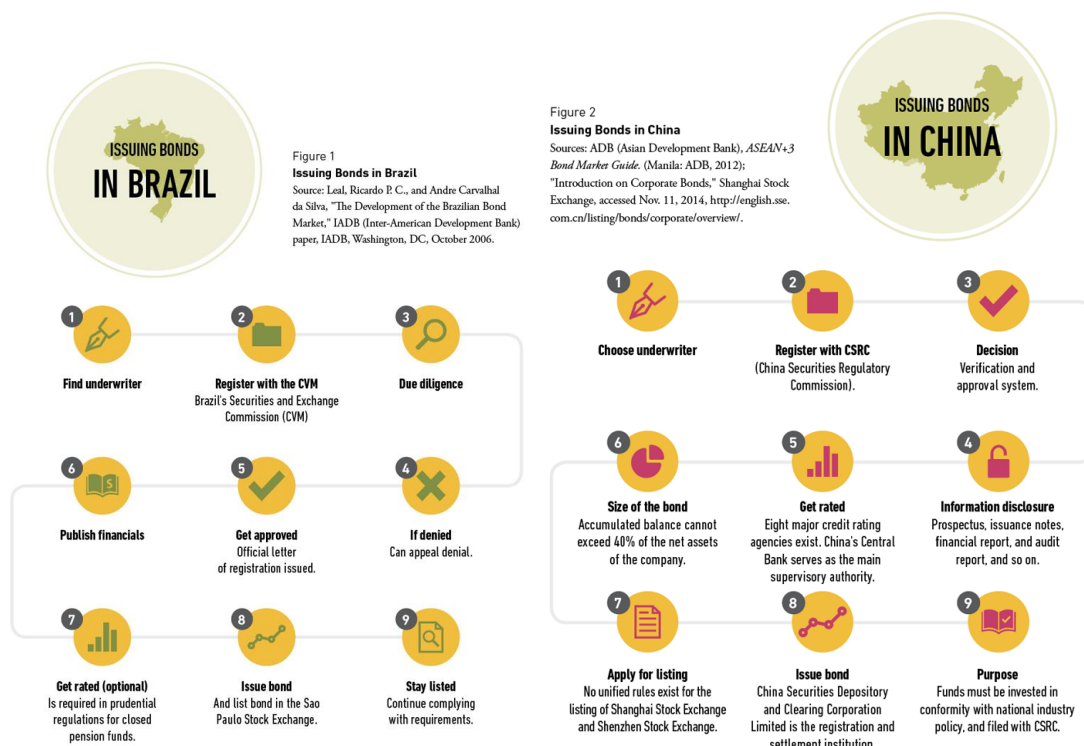 ISSUING BONDS
IN BRAZIL
Figure 1
Issuing Bonds in Brazil
Source: Leal, Ricardo P. C., and Andre Carvalhal
da Silva, "The Development of the Brazilian Bond
Market," IADB (Inter-American Development Bank)
paper, IADB, Washington, DC, October 2006.
1
Find underwriter
2
Register with the CVM
Brazil's Securities and Exchange
Commission (CVM)
3
Due diligence
4
If denied
Can appeal denial.
5
Get approved
Official letter
of registration issued.
6
$
Publish financials
7
Get rated (optional)
Is required in prudential
regulations for closed
pension funds.
8
Issue bond
And list bond in the Sao
Paulo Stock Exchange.
9
Stay listed
Continue complying
with requirements.
Figure 2
Issuing Bonds in China
Sources: ADB (Asian Development Bank), ASEAN+3
Bond Market Guide. (Manila: ADB, 2012);
"Introduction on Corporate Bonds," Shanghai Stock
Exchange, accessed Nov. 11, 2014, http://english.sse.
com.cn/listing/bonds/corporate/overview/.
ISSUING BONDS
IN CHINA
1
Choose underwriter
2
Register with CSRC
(China Securities Regulatory
Commission).
3
Decision
Verification and
approval system.
4
Information disclosure
Prospectus, issuance notes,
financial report, and audit
report, and so on.
5
Get rated
Eight major credit rating
agencies exist. China's Central
Bank serves as the main
supervisory authority.
6
Size of the bond
Accumulated balance cannot
exceed 40% of the net assets
of the company.
7
Apply for listing
No unified rules exist for the
listing of Shanghai Stock Exchange
and Shenzhen Stock Exchange.
8
Issue bond
China Securities Depository
and Clearing Corporation
Limited is the registration and
settlement institution
9
Purpose
Funds must be invested in
conformity with national industry
policy, and filed with CSRC.